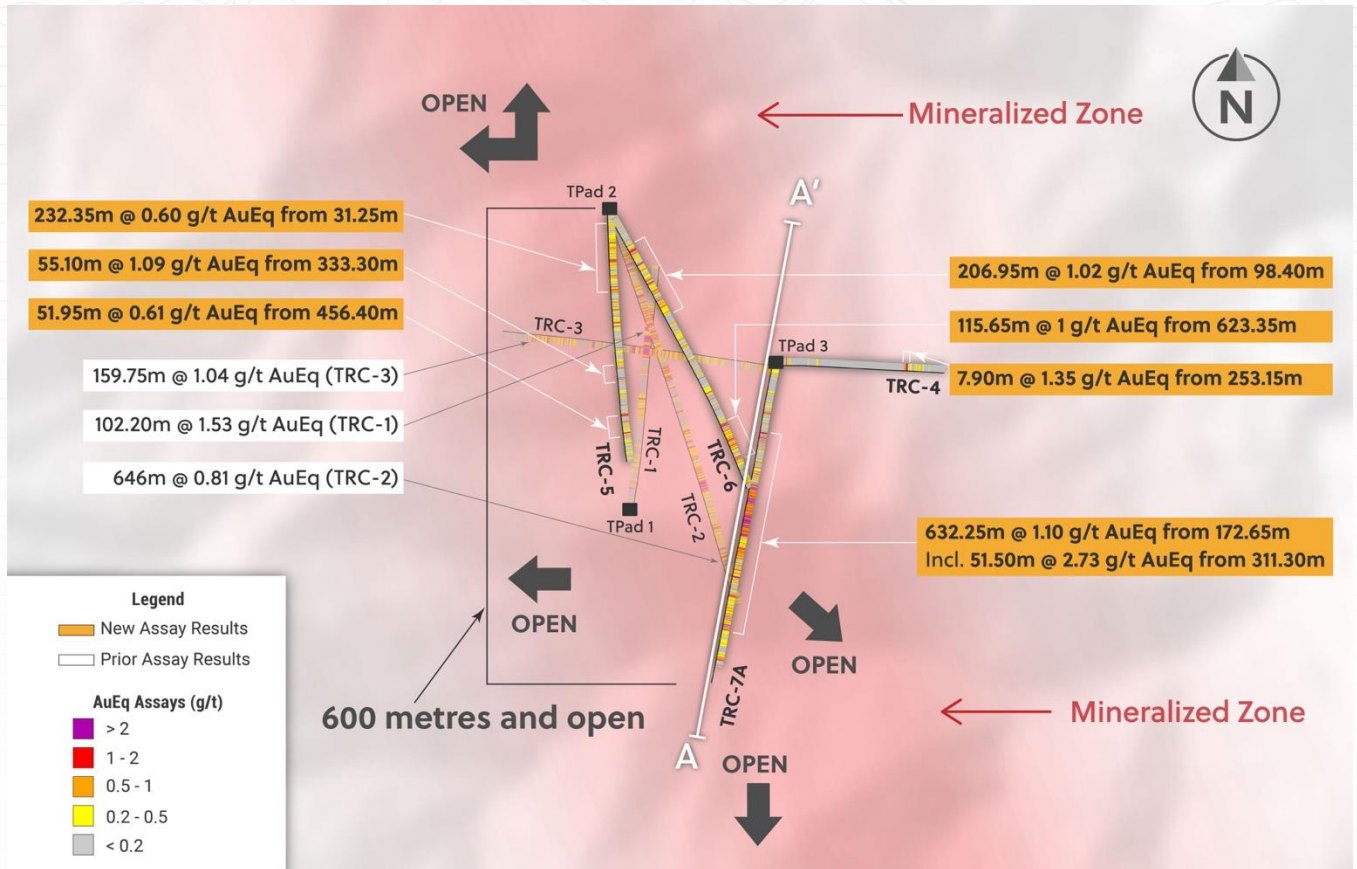 OPEN
N
Mineralized Zone
TPad 2
A'
232.35m @ 0.60 g/t AuEq from 31.25m
55.10m @ 1.09 g/t AuEq from 333.30m
51.95m @ 0.61 g/t AuEq from 456.40m
206.95m @ 1.02 g/t AuEq from 98.40m
115.65m @ 1 g/t AuEq from 623.35m
7.90m @ 1.35 g/t AuEq from 253.15m
TRC-3
TPad 3
TRC-4
159.75m @ 1.04 g/t AuEq (TRC-3)
102.20m @ 1.53 g/t AuEq (TRC-1)
646m @ 0.81 g/t AuEq (TRC-2)
TRC-5
TRC-1
TRC-6
TRC-2
TPad 1
632.25m @ 1.10 g/t AuEq from 172.65m
Incl. 51.50m @ 2.73 g/t AuEq from 311.30m
OPEN
OPEN
TRC-7A
600 metres and open
Mineralized Zone
A
OPEN
Legend
New Assay Results
Prior Assay Results
AuEq Assays (g/t)
> 2
1 - 2
0.5 - 1
0.2 - 0.5
< 0.2